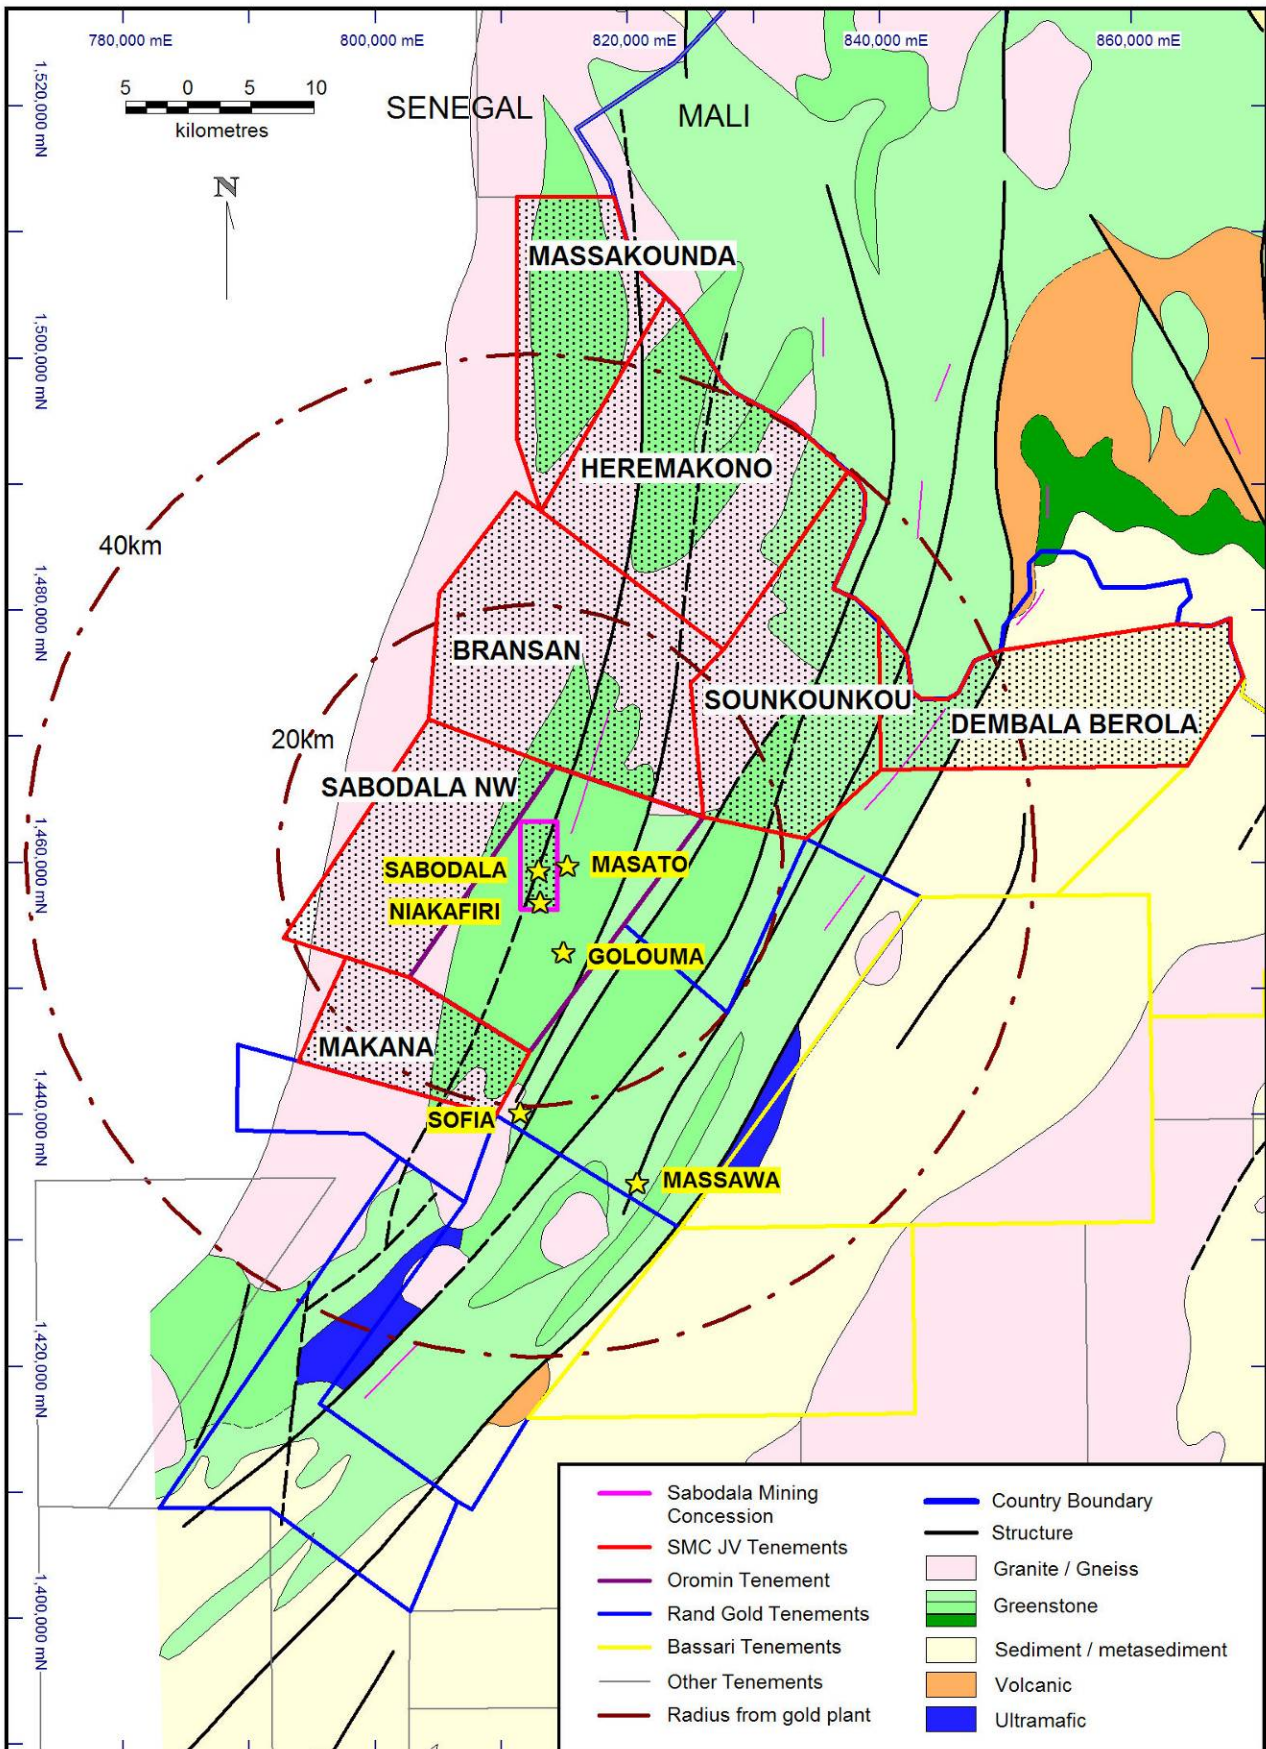 780,000 mE
800,000 mE
820,000 mE
840,000 mE
860,000 mE
5 0 5 10
kilometres
N
SENEGAL
MALI
1,520,000 mN
1,500,000 mN
1,480,000 mN
1,460,000 mN
1,440,000 mN
1,420,000 mN
1,400,000 mN
MASSAKOUNDA
HEREMAKONO
40km
BRANSAN
SOUNKOUNKOU
DEMBALA BEROLA
20km
SABODALA NW
SABODALA
MASATO
NIAKAFIRI
GOLOUMA
MAKANA
SOFIA
MASSAWA
Sabodala Mining
Concession
SMC JV Tenements
Oromin Tenement
Rand Gold Tenements
Bassari Tenements
Other Tenements
Radius from gold plant
Country Boundary
Structure
Granite / Gneiss
Greenstone
Sediment / metasediment
Volcanic
Ultramafic